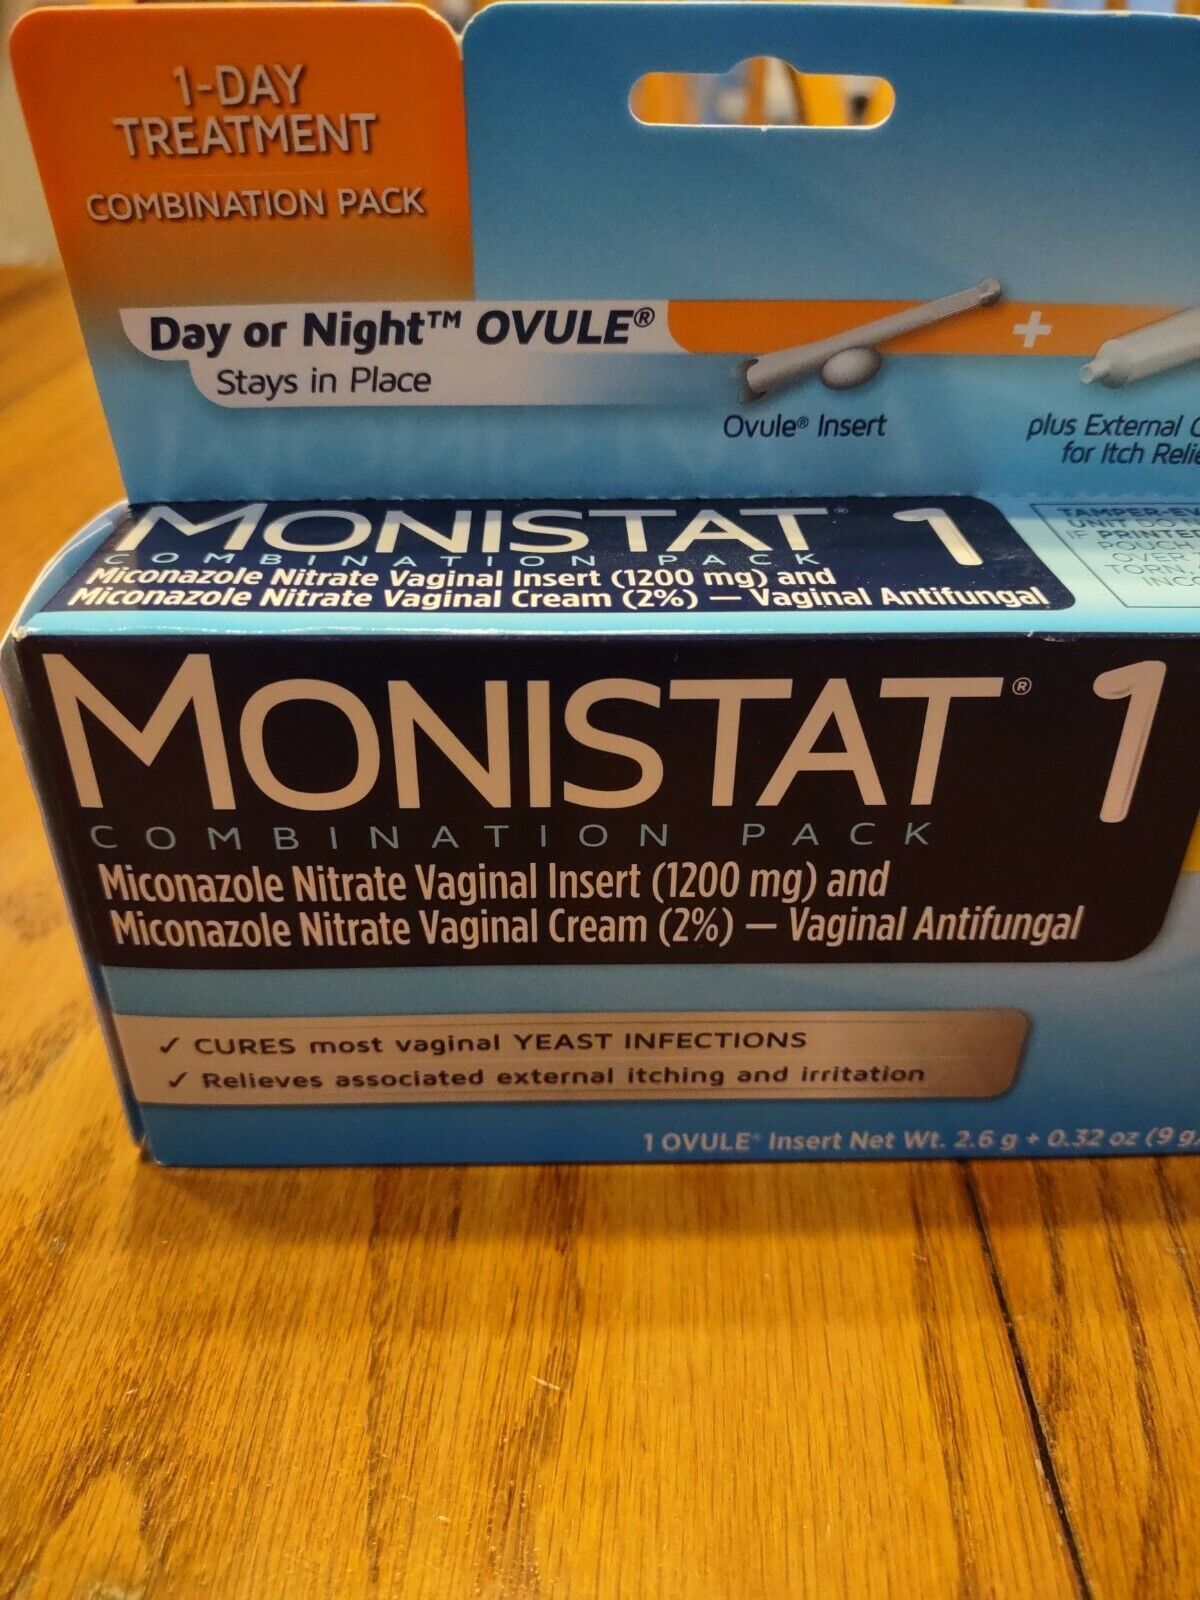 1-DAY
TREATMENT
COMBINATION PACK
Day or Night™ OVULE®
Stays in Place
Ovule® Insert
+
plus External
for Itch
MONISTAT® 1
COMBINATION PACK
Miconazole Nitrate Vaginal Insert (1200 mg) and
Miconazole Nitrate Vaginal Cream (2%) — Vaginal Antifungal
UNIT DO
IF PRINTE
MONISTAT® 1
COMBINATION PACK
Miconazole Nitrate Vaginal Insert (1200 mg) and
Miconazole Nitrate Vaginal Cream (2%) — Vaginal Antifungal
✓ CURES most vaginal YEAST INFECTIONS
✓ Relieves associated external itching and irritation
1 OVULE® Insert Net Wt. 2.6 g + 0.32 oz (9 g